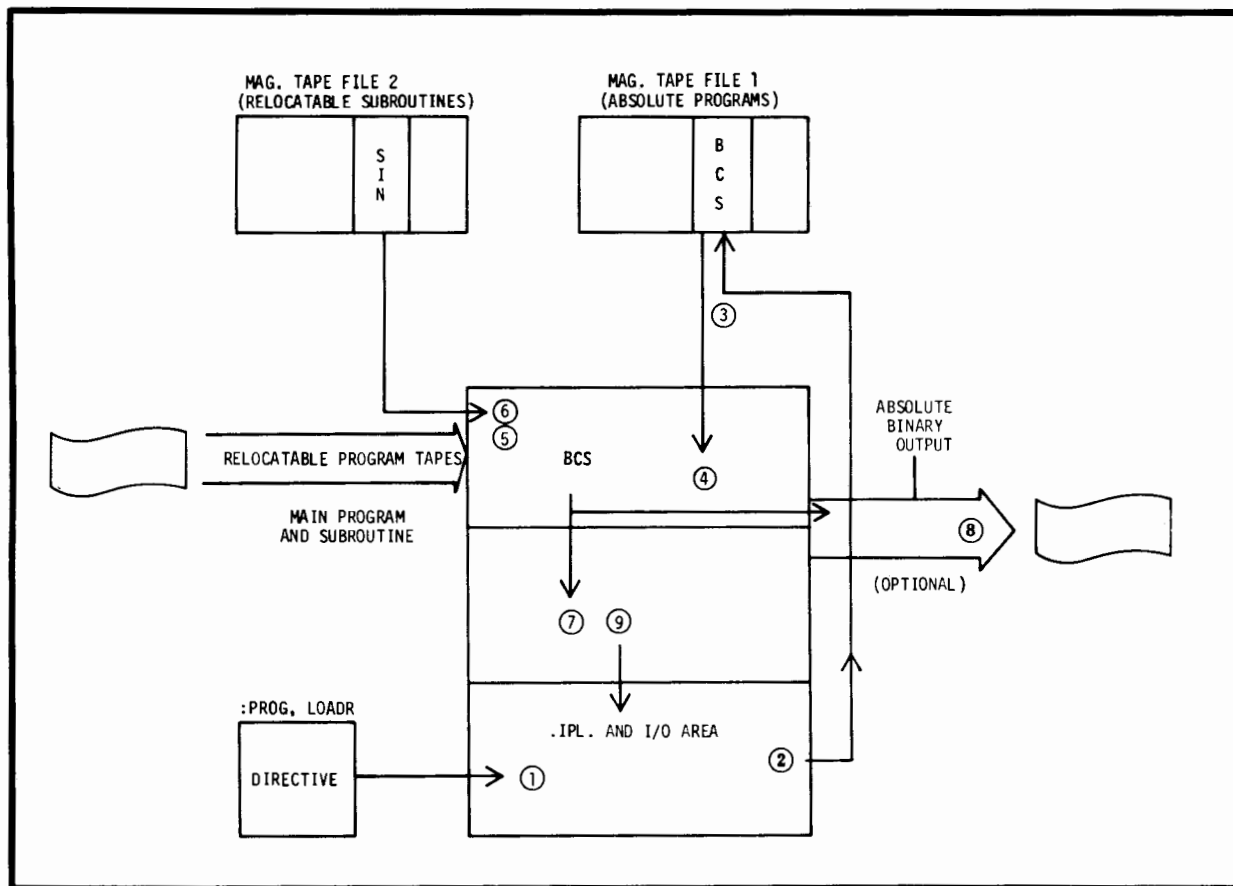 MAG. TAPE FILE 2
(RELOCATABLE SUBROUTINES)
S
I
N
MAG. TAPE FILE 1
(ABSOLUTE PROGRAMS)
B
C
S
③
⑥
⑤
RELOCATABLE PROGRAM TAPES
MAIN PROGRAM
AND SUBROUTINE
BCS
④
ABSOLUTE
BINARY
OUTPUT
⑧
(OPTIONAL)
⑦ ⑨
:PROG, LOADR
DIRECTIVE
.IPL. AND I/O AREA
①
②